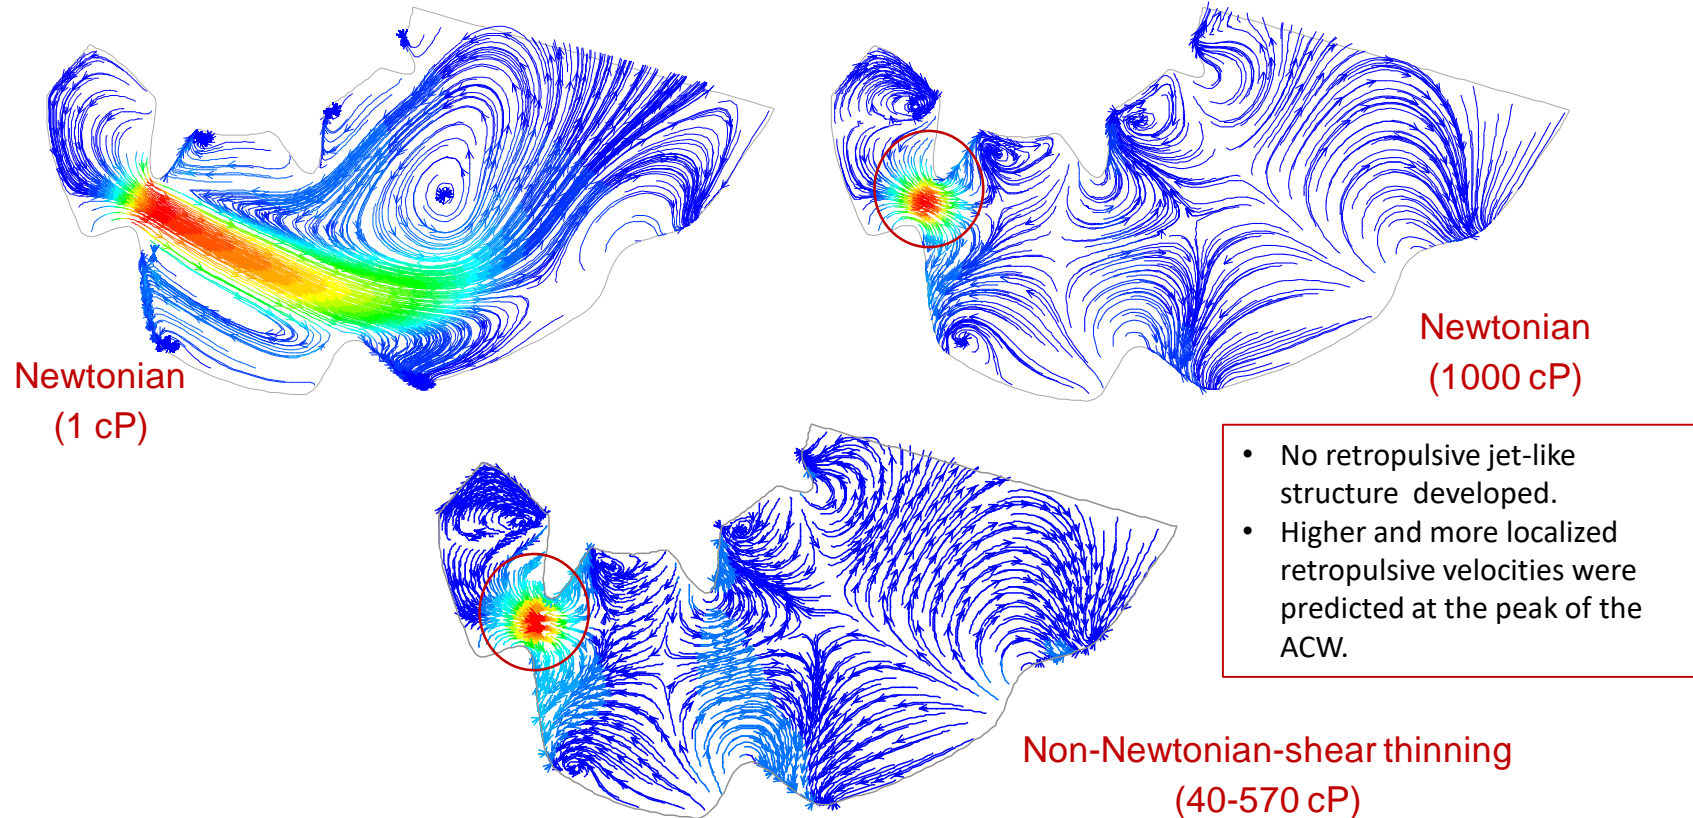 Newtonian
(1 cP)
Newtonian
(1000 cP)
• No retropulsive jet-like
structure developed.
• Higher and more localized
retropulsive velocities were
predicted at the peak of the
ACW.
Non-Newtonian-shear thinning
(40-570 cP)